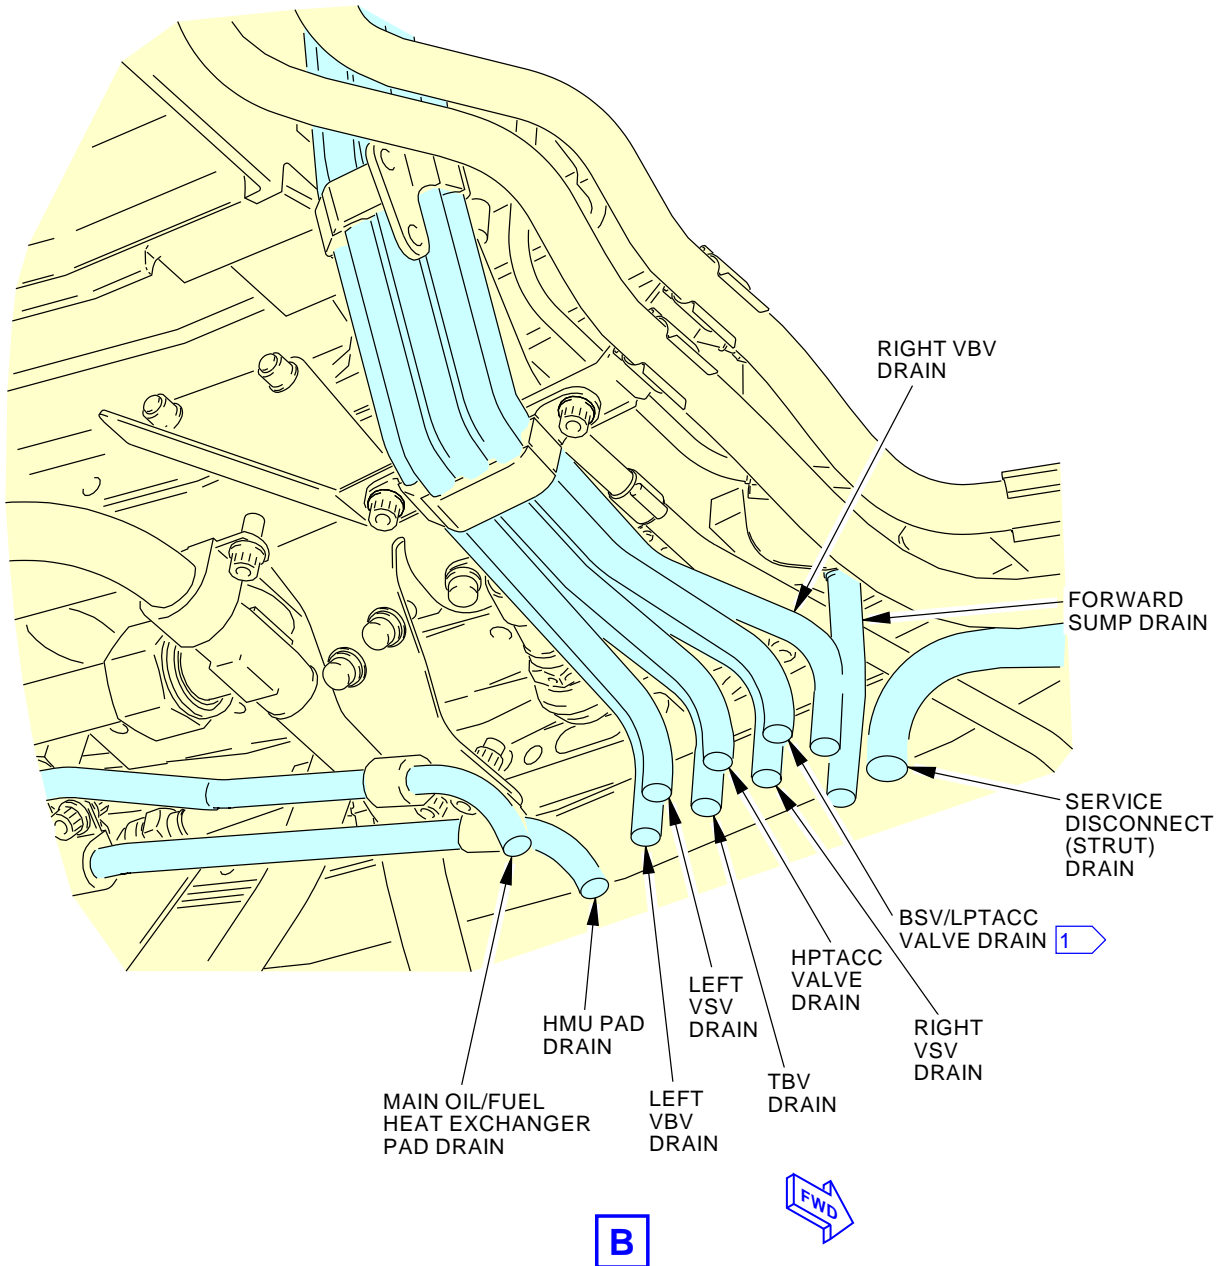 RIGHT VBV
DRAIN
FORWARD
SUMP DRAIN
SERVICE
DISCONNECT
(STRUT)
DRAIN
BSV/LPTACC
VALVE DRAIN 1
HPTACC
VALVE
DRAIN
LEFT
VSV
DRAIN
RIGHT
VSV
DRAIN
HMU PAD
DRAIN
TBV
DRAIN
LEFT
VBV
DRAIN
MAIN OIL/FUEL
HEAT EXCHANGER
PAD DRAIN
FWD
B